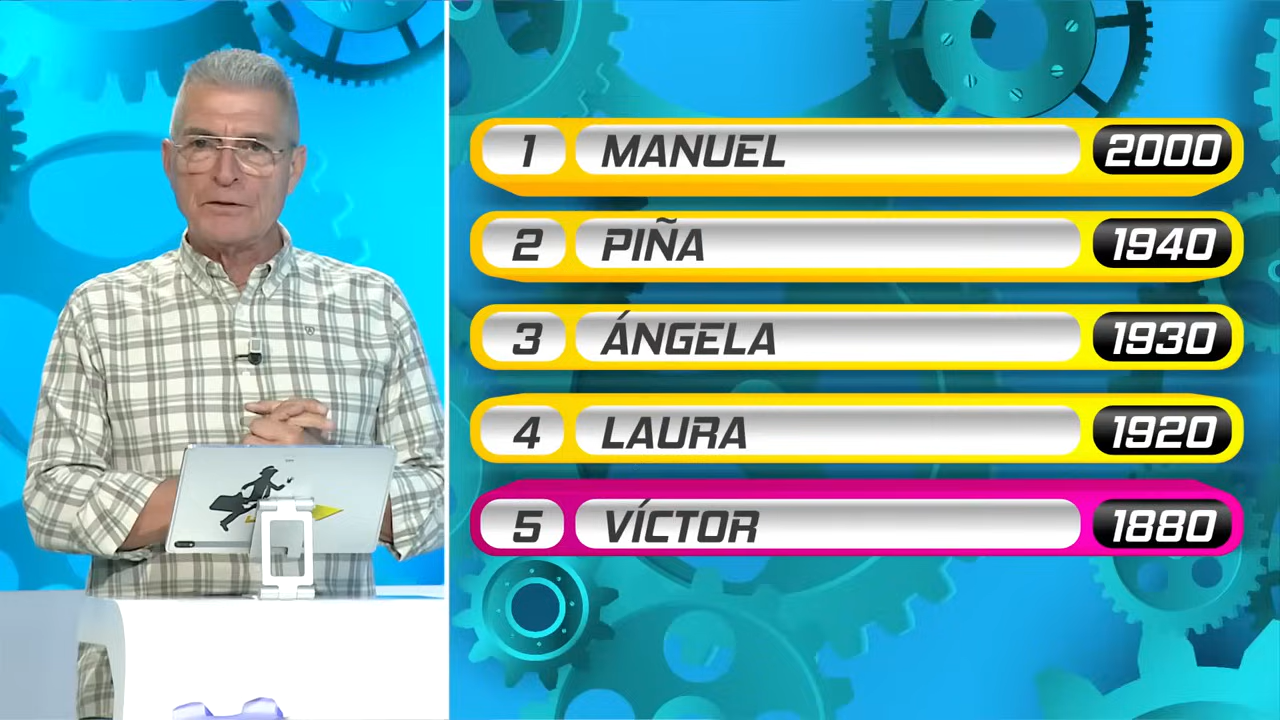 1 MANUEL 2000
2 PIÑA 1940
3 ÁNGELA 1930
4 LAURA 1920
5 VÍCTOR 1880